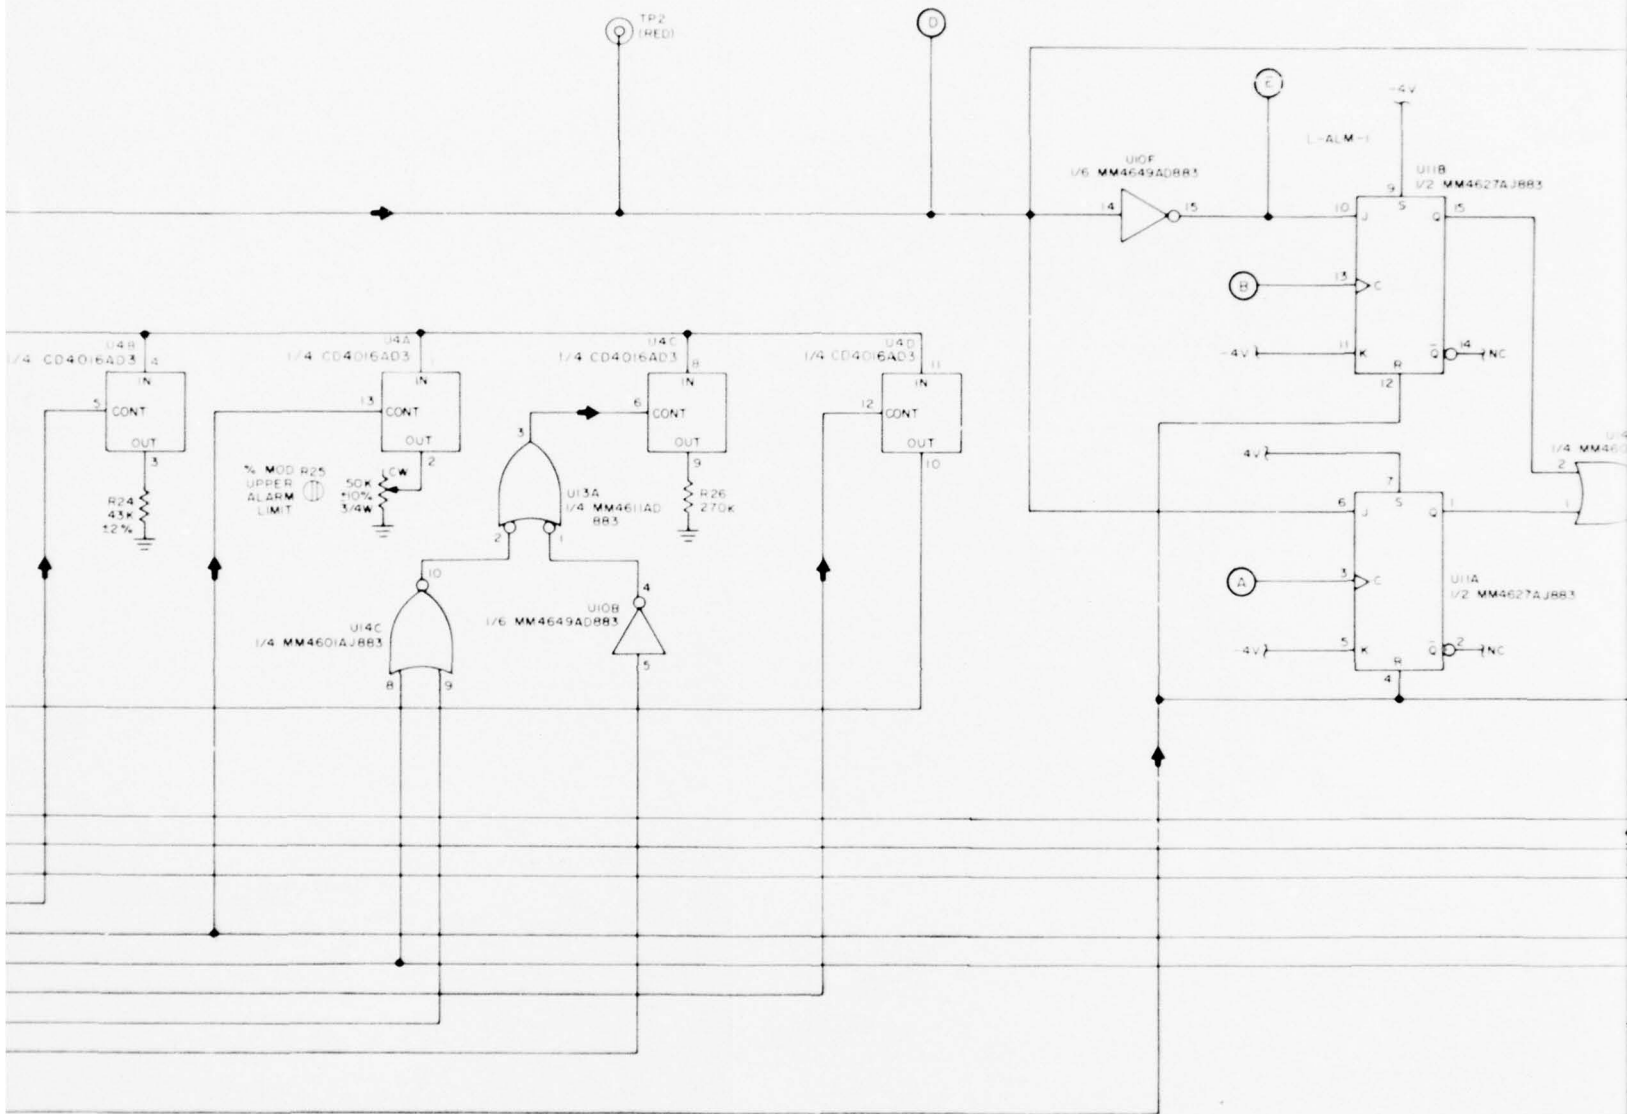 TP2
(RED)
D
E
-4V
L-ALM-1
U10F
1/6 MM4649AD883
14
15
U11B
1/2 MM4627AJ883
9
S
10
J
Q
15
B
13
C
-4V
11
K
Q
14
NC
R
12
U4B
1/4 CD4016AD3
4
IN
5
CONT
OUT
3
R24
43K
±2%
U4A
1/4 CD4016AD3
1
IN
13
CONT
OUT
2
% MOD
UPPER
ALARM
LIMIT
R25
CW
50K
±10%
3/4W
U4C
1/4 CD4016AD3
8
IN
6
CONT
OUT
9
R26
270K
3
U13A
1/4 MM4611AD
883
2
1
U4D
1/4 CD4016AD3
11
IN
12
CONT
OUT
10
10
U14C
1/4 MM4601AJ883
8
9
4
U10B
1/6 MM4649AD883
5
4V
7
S
6
J
Q
1
A
3
C
U11A
1/2 MM4627AJ883
-4V
5
K
Q
2
NC
R
4
2
1